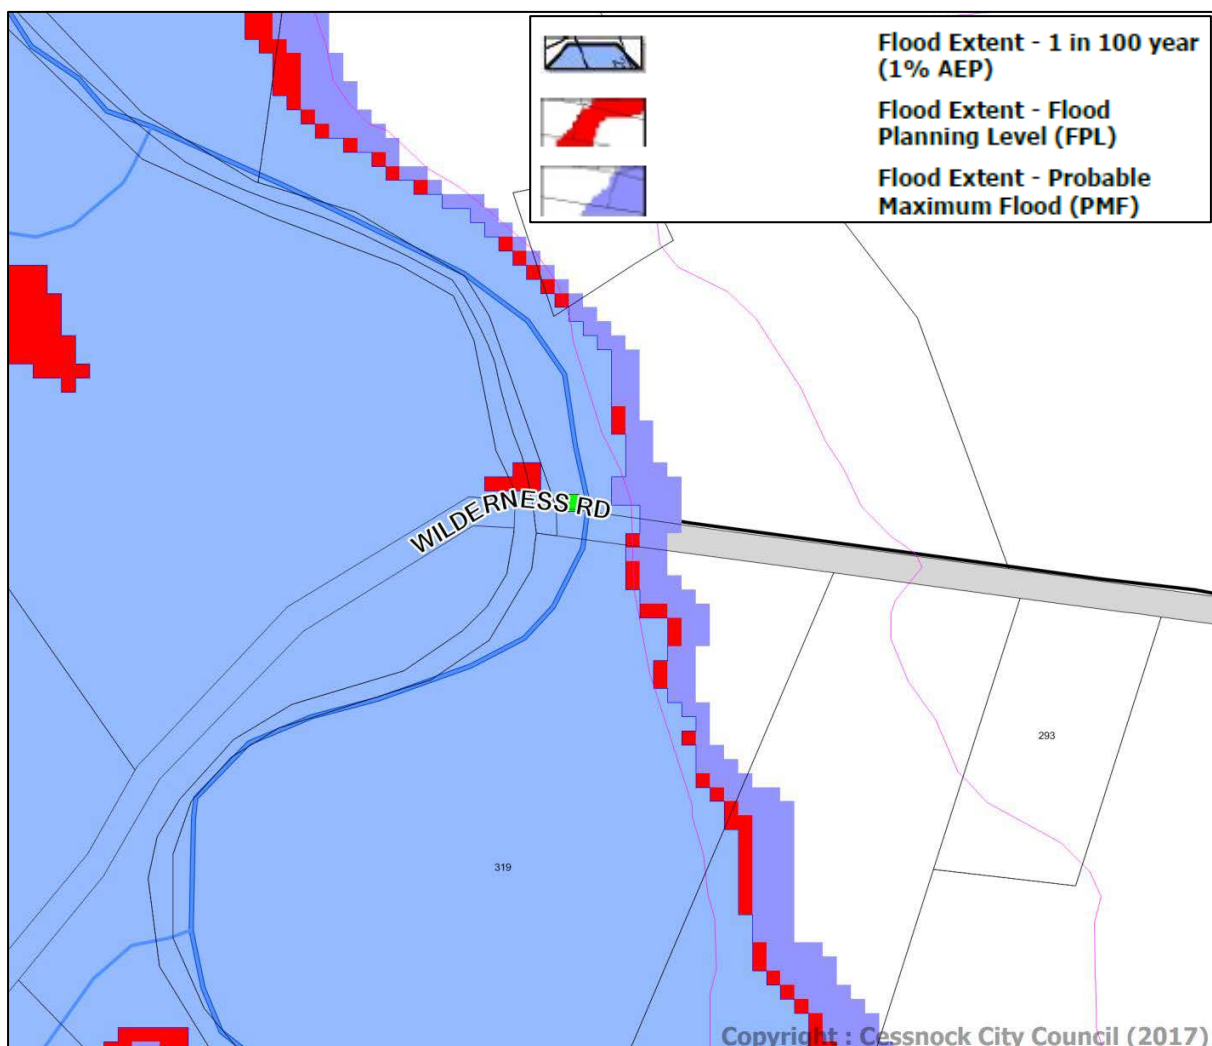 Flood Extent - 1 in 100 year
(1% AEP)
Flood Extent - Flood
Planning Level (FPL)
Flood Extent - Probable
Maximum Flood (PMF)
WILDERNESS RD
293
319
Copyright : Cessnock City Council (2017)